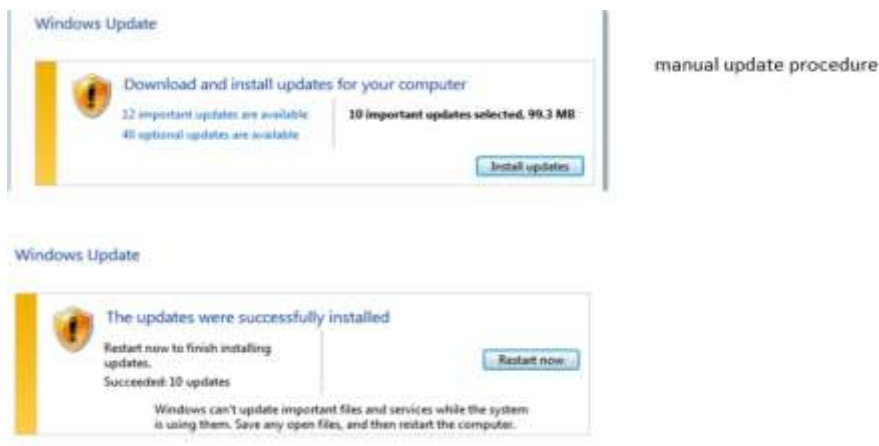 Windows Update
manual update procedure
Download and install updates for your computer
12 important updates are available
10 important updates selected, 99.3 MB
40 optional updates are available
Install updates
Windows Update
The updates were successfully installed
Restart now to finish installing
updates.
Restart now
Succeeded: 10 updates
Windows can't update important files and services while the system
is using them. Save any open files, and then restart the computer.